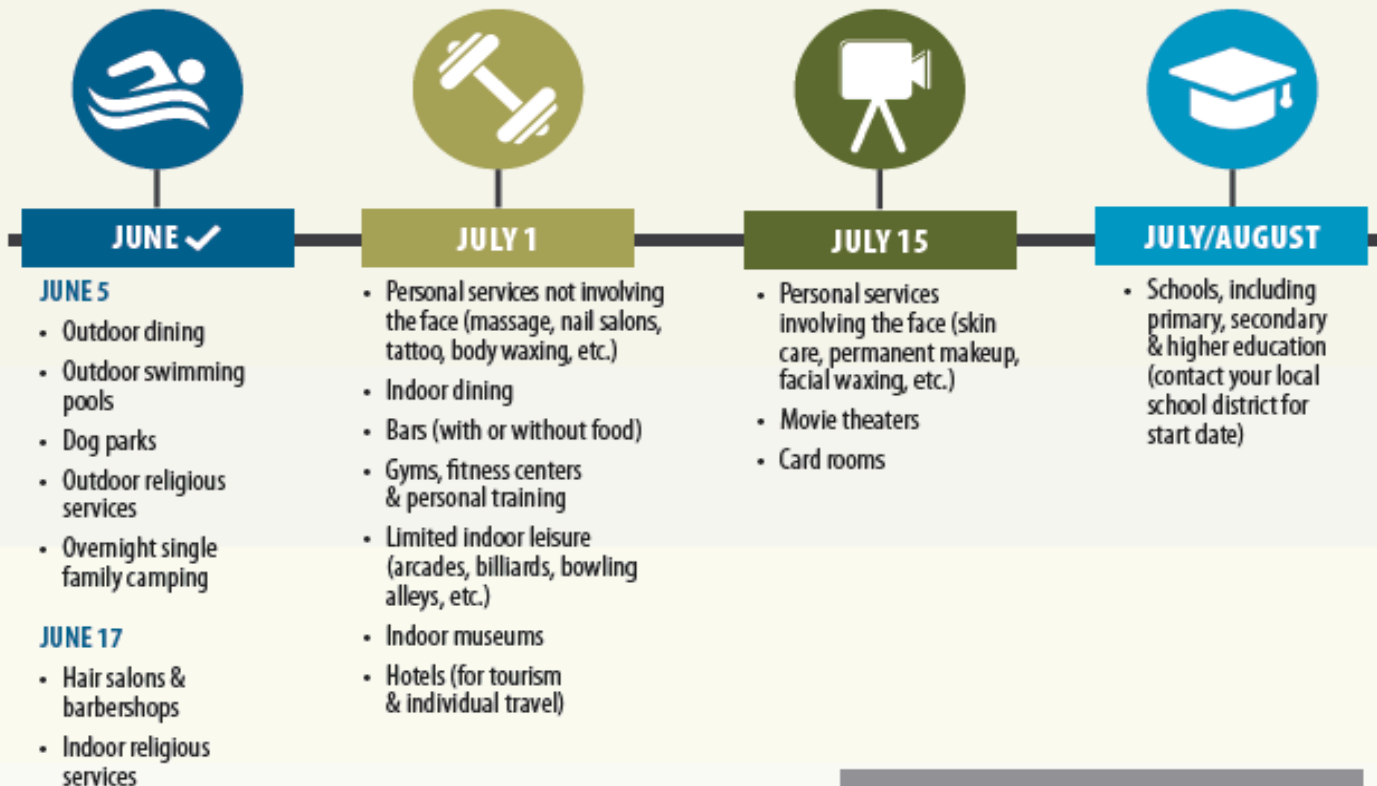 JUNE ✓
JUNE 5
• Outdoor dining
• Outdoor swimming
pools
• Dog parks
• Outdoor religious
services
• Overnight single
family camping
JUNE 17
• Hair salons &
barbershops
• Indoor religious
services
JULY 1
• Personal services not involving
the face (massage, nail salons,
tattoo, body waxing, etc.)
• Indoor dining
• Bars (with or without food)
• Gyms, fitness centers
& personal training
• Limited indoor leisure
(arcades, billiards, bowling
alleys, etc.)
• Indoor museums
• Hotels (for tourism
& individual travel)
JULY 15
• Personal services
involving the face (skin
care, permanent makeup,
facial waxing, etc.)
• Movie theaters
• Card rooms
JULY/AUGUST
• Schools, including
primary, secondary
& higher education
(contact your local
school district for
start date)